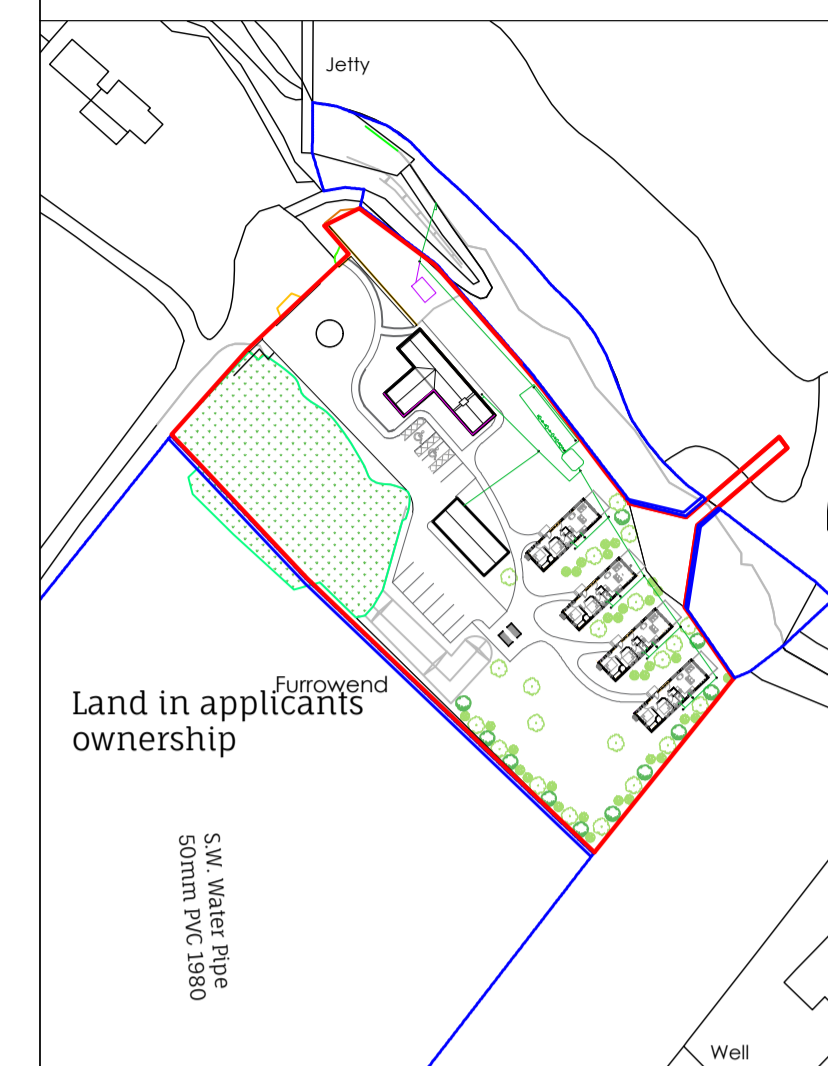 Jetty
Furrowend
Land in applicants
ownership
S.W. Water Pipe
50mm PVC 1980
Well